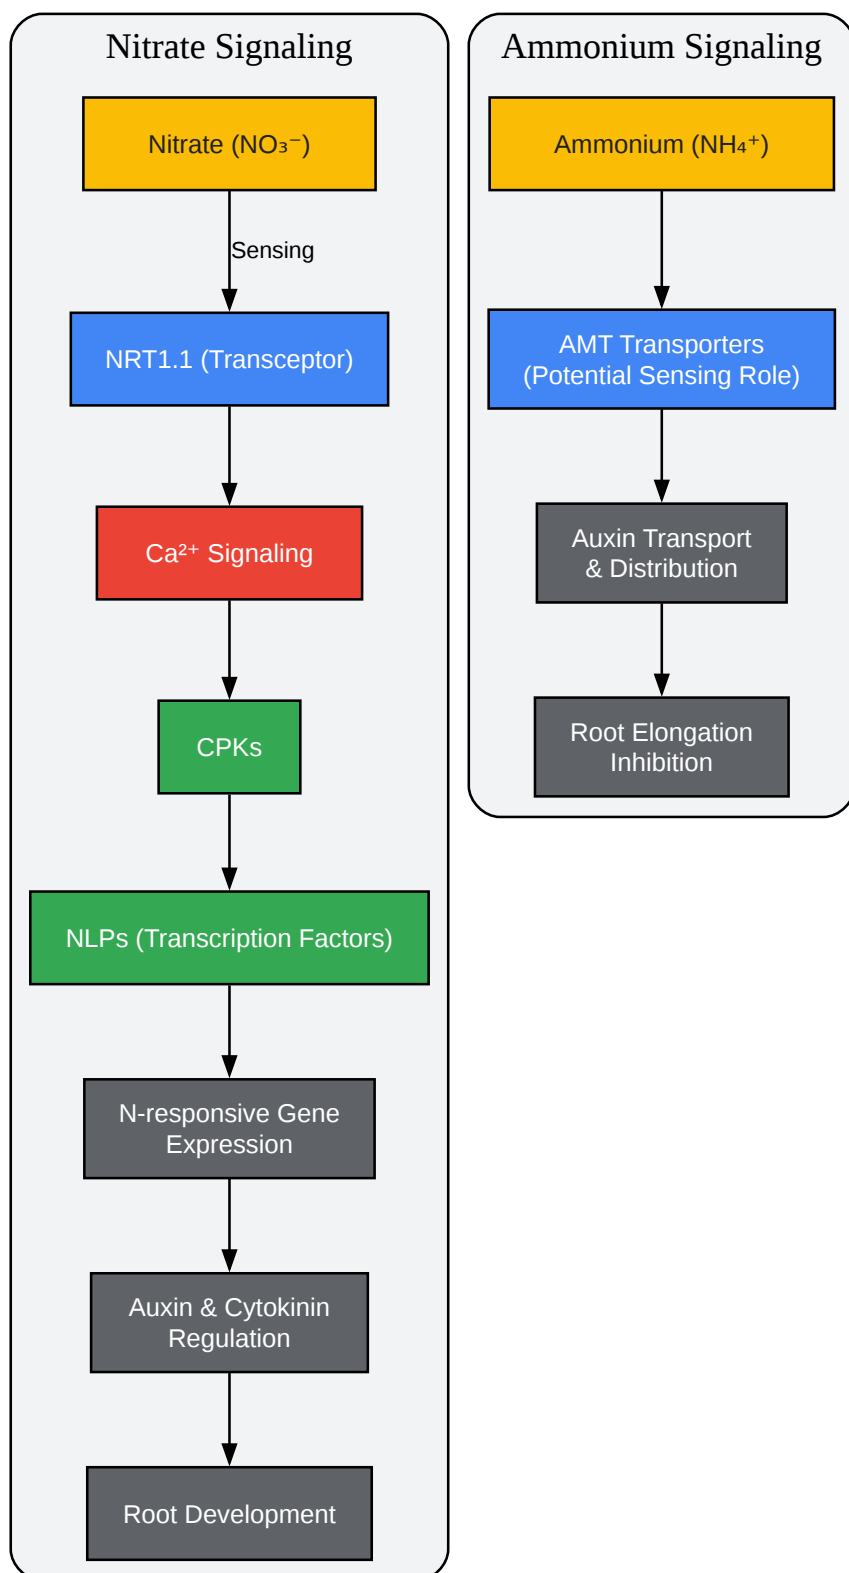 Nitrate Signaling
Nitrate (NO₃⁻)
Sensing
NRT1.1 (Transceptor)
Ca²⁺ Signaling
CPKs
NLPs (Transcription Factors)
N-responsive Gene
Expression
Auxin & Cytokinin
Regulation
Root Development
Ammonium Signaling
Ammonium (NH₄⁺)
AMT Transporters
(Potential Sensing Role)
Auxin Transport
& Distribution
Root Elongation
Inhibition